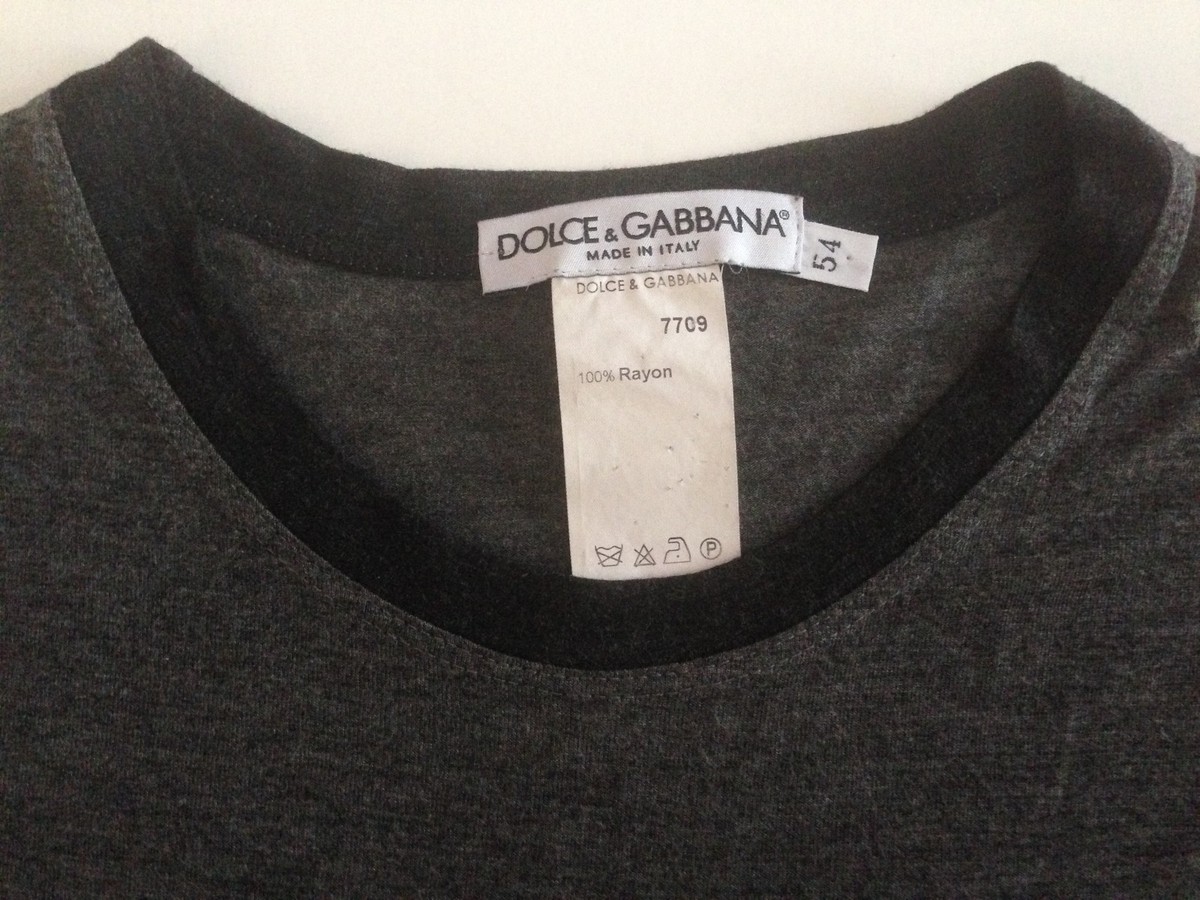 DOLCE & GABBANA®
MADE IN ITALY
54
DOLCE & GABBANA
7709
100% Rayon
P